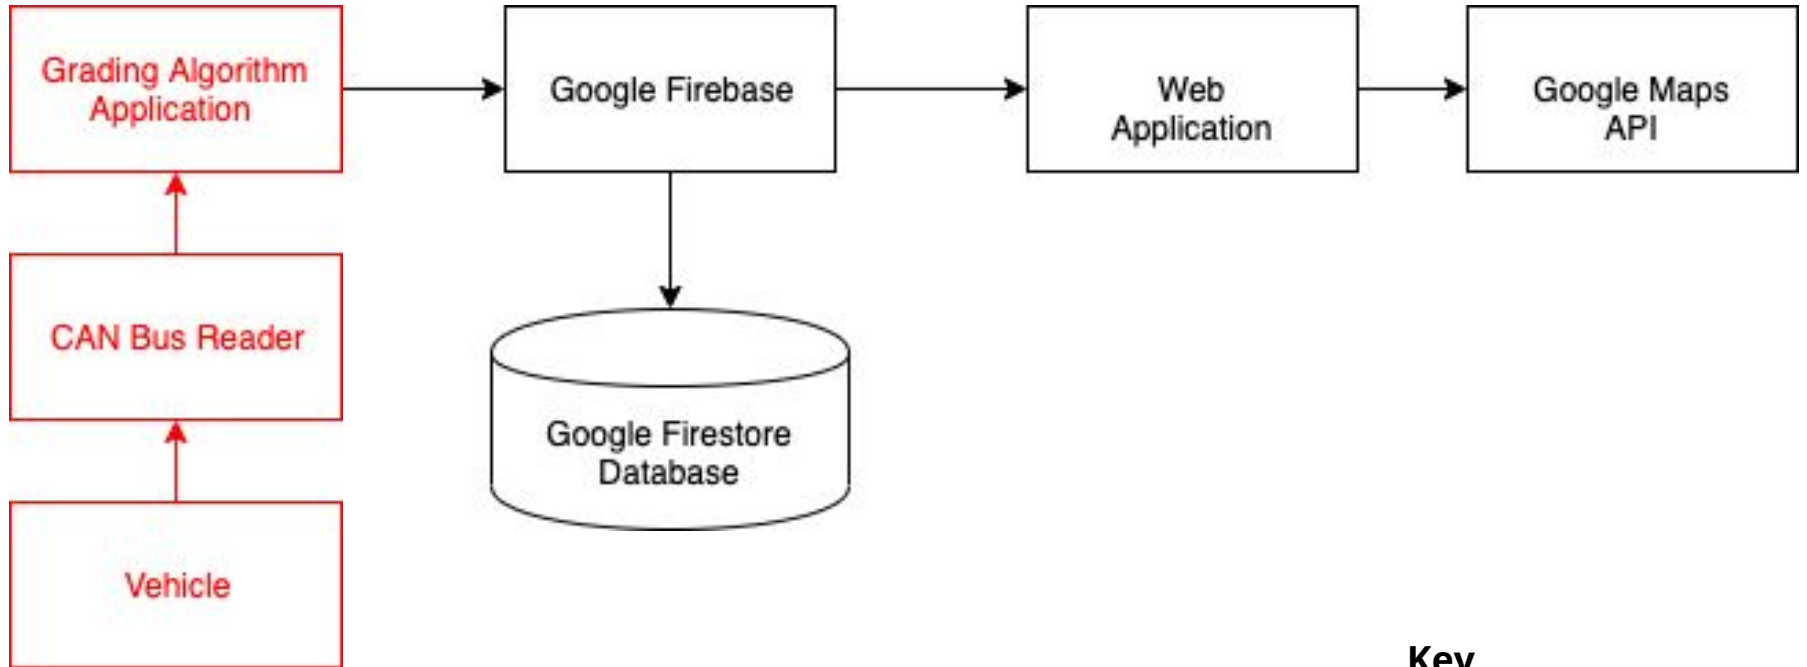 Grading Algorithm
Application
Google Firebase
Web
Application
Google Maps
API
CAN Bus Reader
Google Firestore
Database
Vehicle
Key